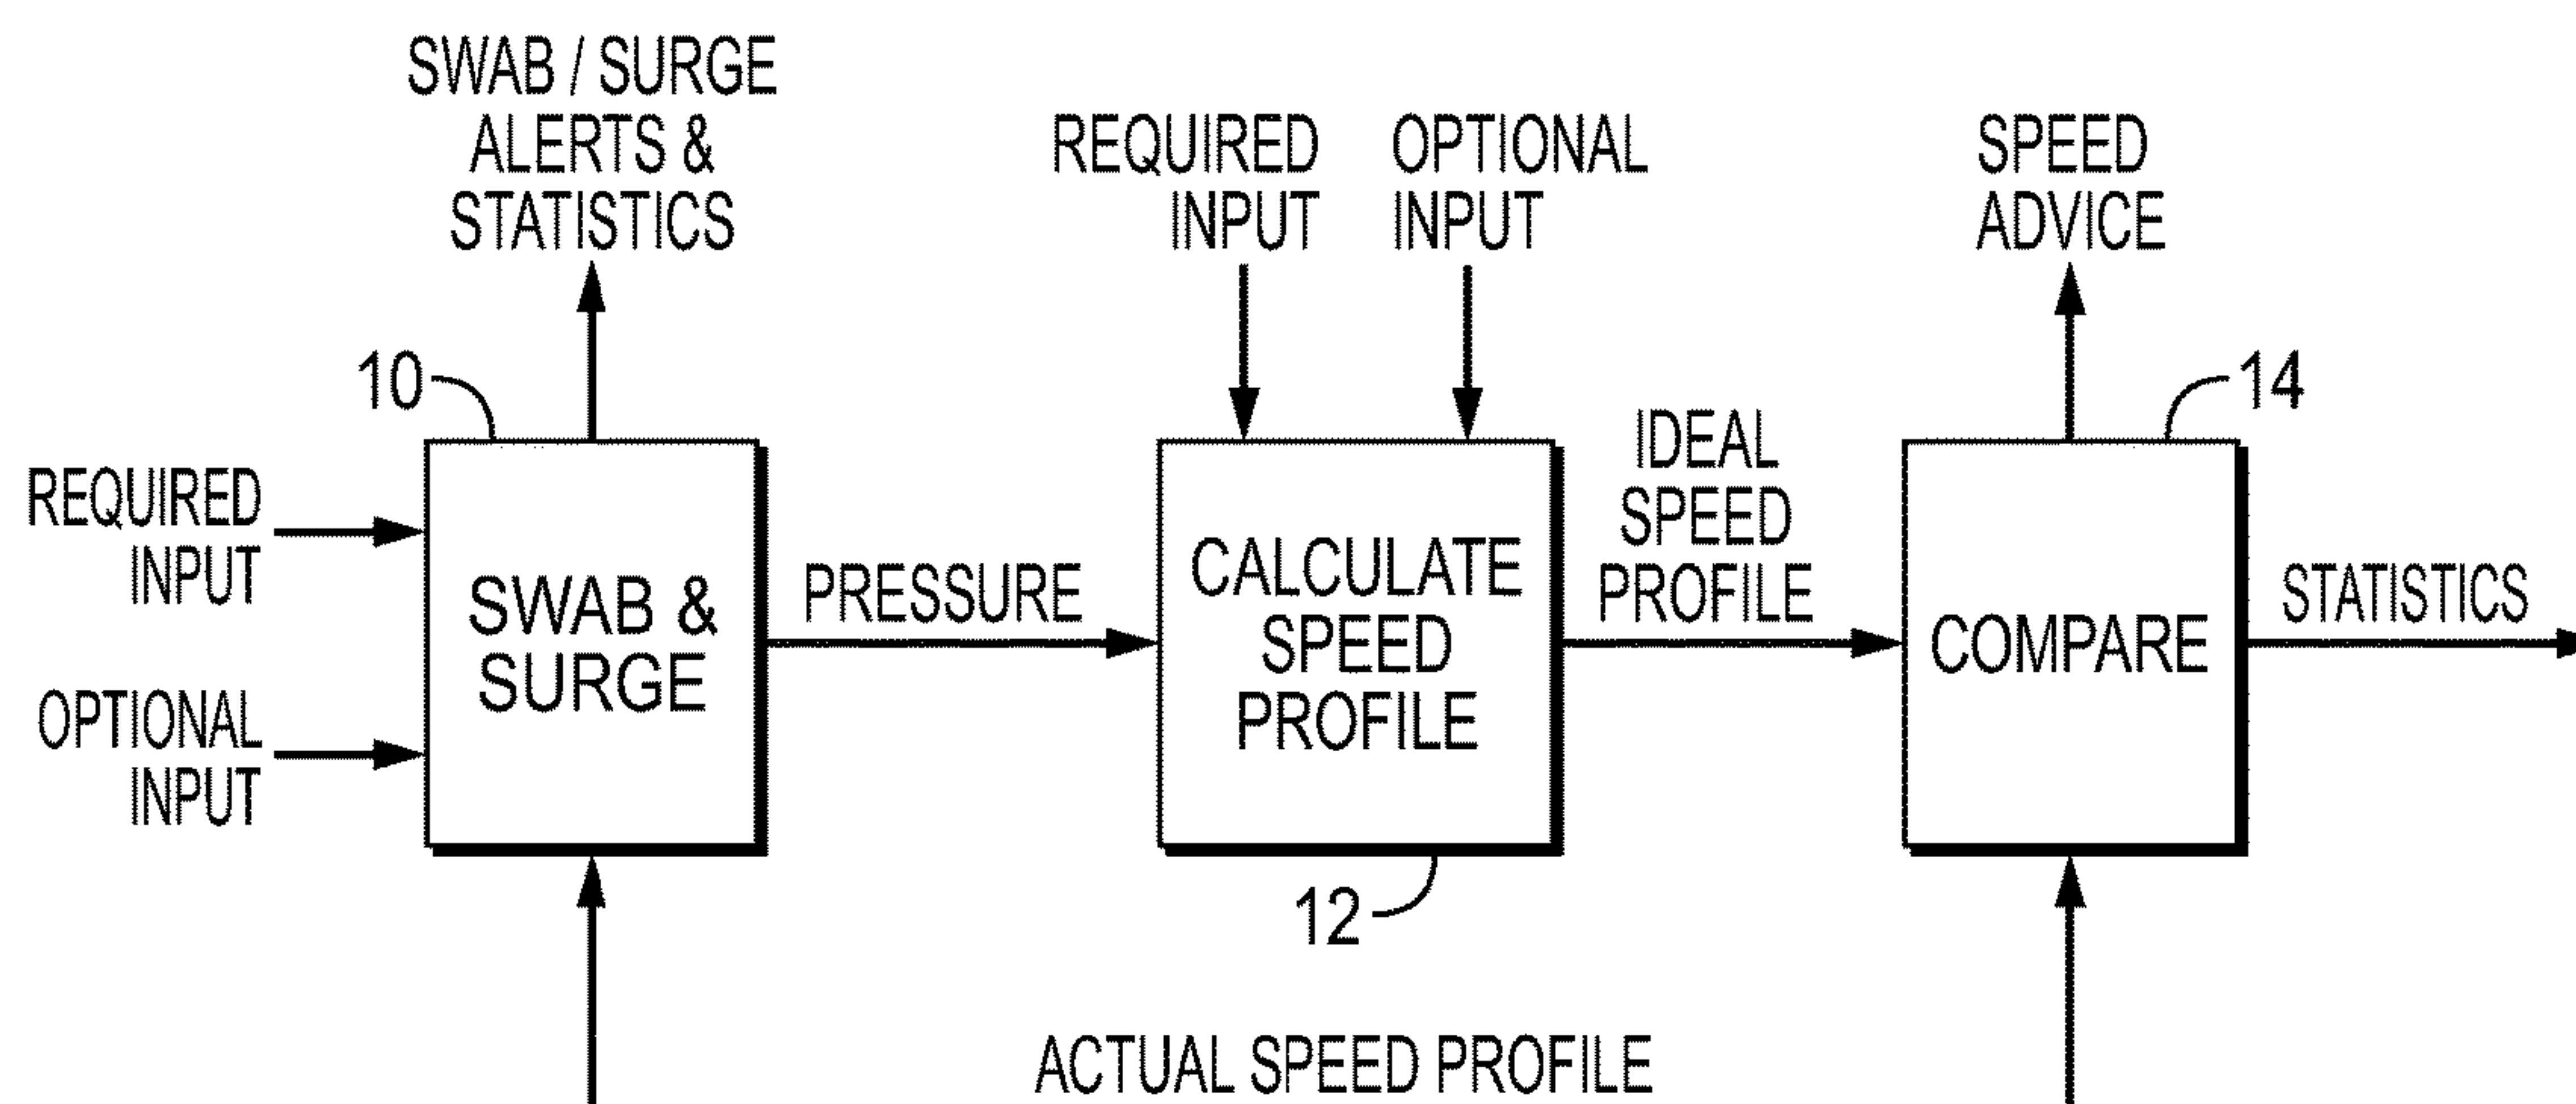 SWAB / SURGE
ALERTS &
STATISTICS
REQUIRED
INPUT
OPTIONAL
INPUT
SPEED
ADVICE
10
14
REQUIRED
INPUT
OPTIONAL
INPUT
SWAB &
SURGE
PRESSURE
CALCULATE
SPEED
PROFILE
12
IDEAL
SPEED
PROFILE
COMPARE
STATISTICS
ACTUAL SPEED PROFILE